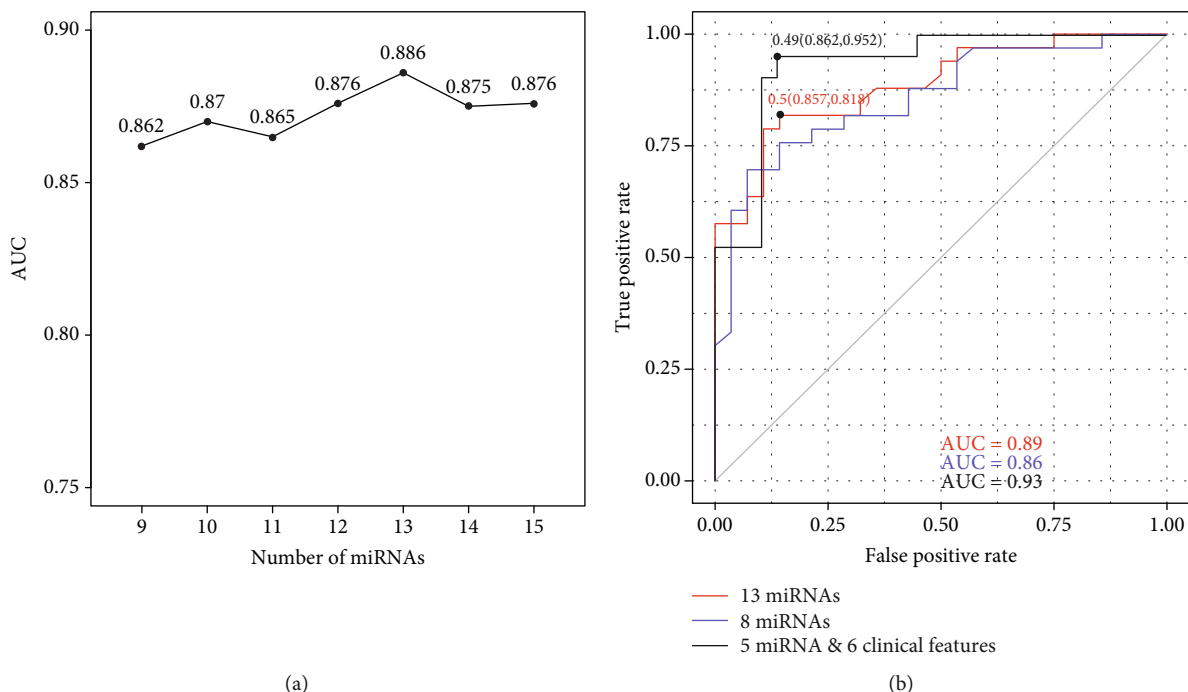 0.90
0.85
0.80
0.75
AUC
0.862
0.87
0.865
0.876
0.886
0.875
0.876
9
10
11
12
13
14
15
Number of miRNAs
(a)
1.00
0.75
0.50
0.25
0.00
True positive rate
0.49(0.862,0.952)
0.5(0.857,0.818)
AUC = 0.89
AUC = 0.86
AUC = 0.93
0.00
0.25
0.50
0.75
1.00
False positive rate
13 miRNAs
8 miRNAs
5 miRNA & 6 clinical features
(b)